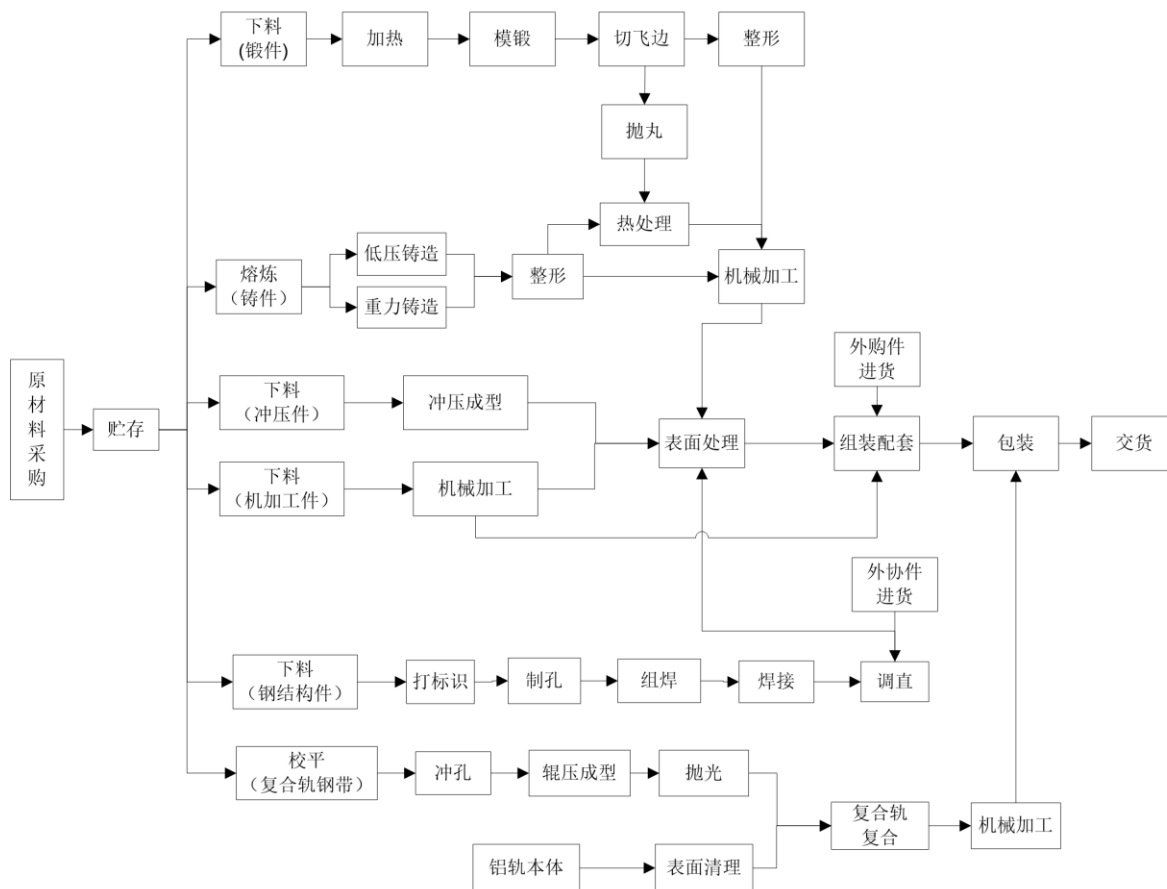 下料
(锻件)
加热
模锻
切飞边
整形
抛丸
热处理
熔炼
（铸件）
低压铸造
重力铸造
整形
机械加工
原
材
料
采
购
贮存
下料
（冲压件）
冲压成型
下料
（机加工件）
机械加工
表面处理
外购件
进货
组装配套
包装
交货
外协件
进货
下料
（钢结构件）
打标识
制孔
组焊
焊接
调直
校平
（复合轨钢带）
冲孔
辊压成型
抛光
铝轨本体
表面清理
复合轨
复合
机械加工